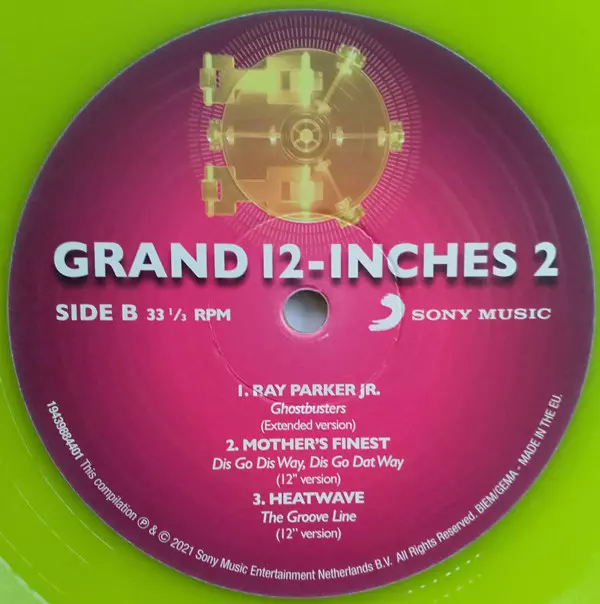 GRAND 12-INCHES 2
SIDE B 33 ⅓ RPM
SONY MUSIC
1. RAY PARKER JR.
Ghostbusters
(Extended version)
2. MOTHER'S FINEST
Dis Go Dis Way, Dis Go Dat Way
(12" version)
3. HEATWAVE
The Groove Line
(12" version)
19439884401 This compilation ℗ & © 2021 Sony Music Entertainment Netherlands B.V. All Rights Reserved. BIEM/GEMA - MADE IN THE EU.